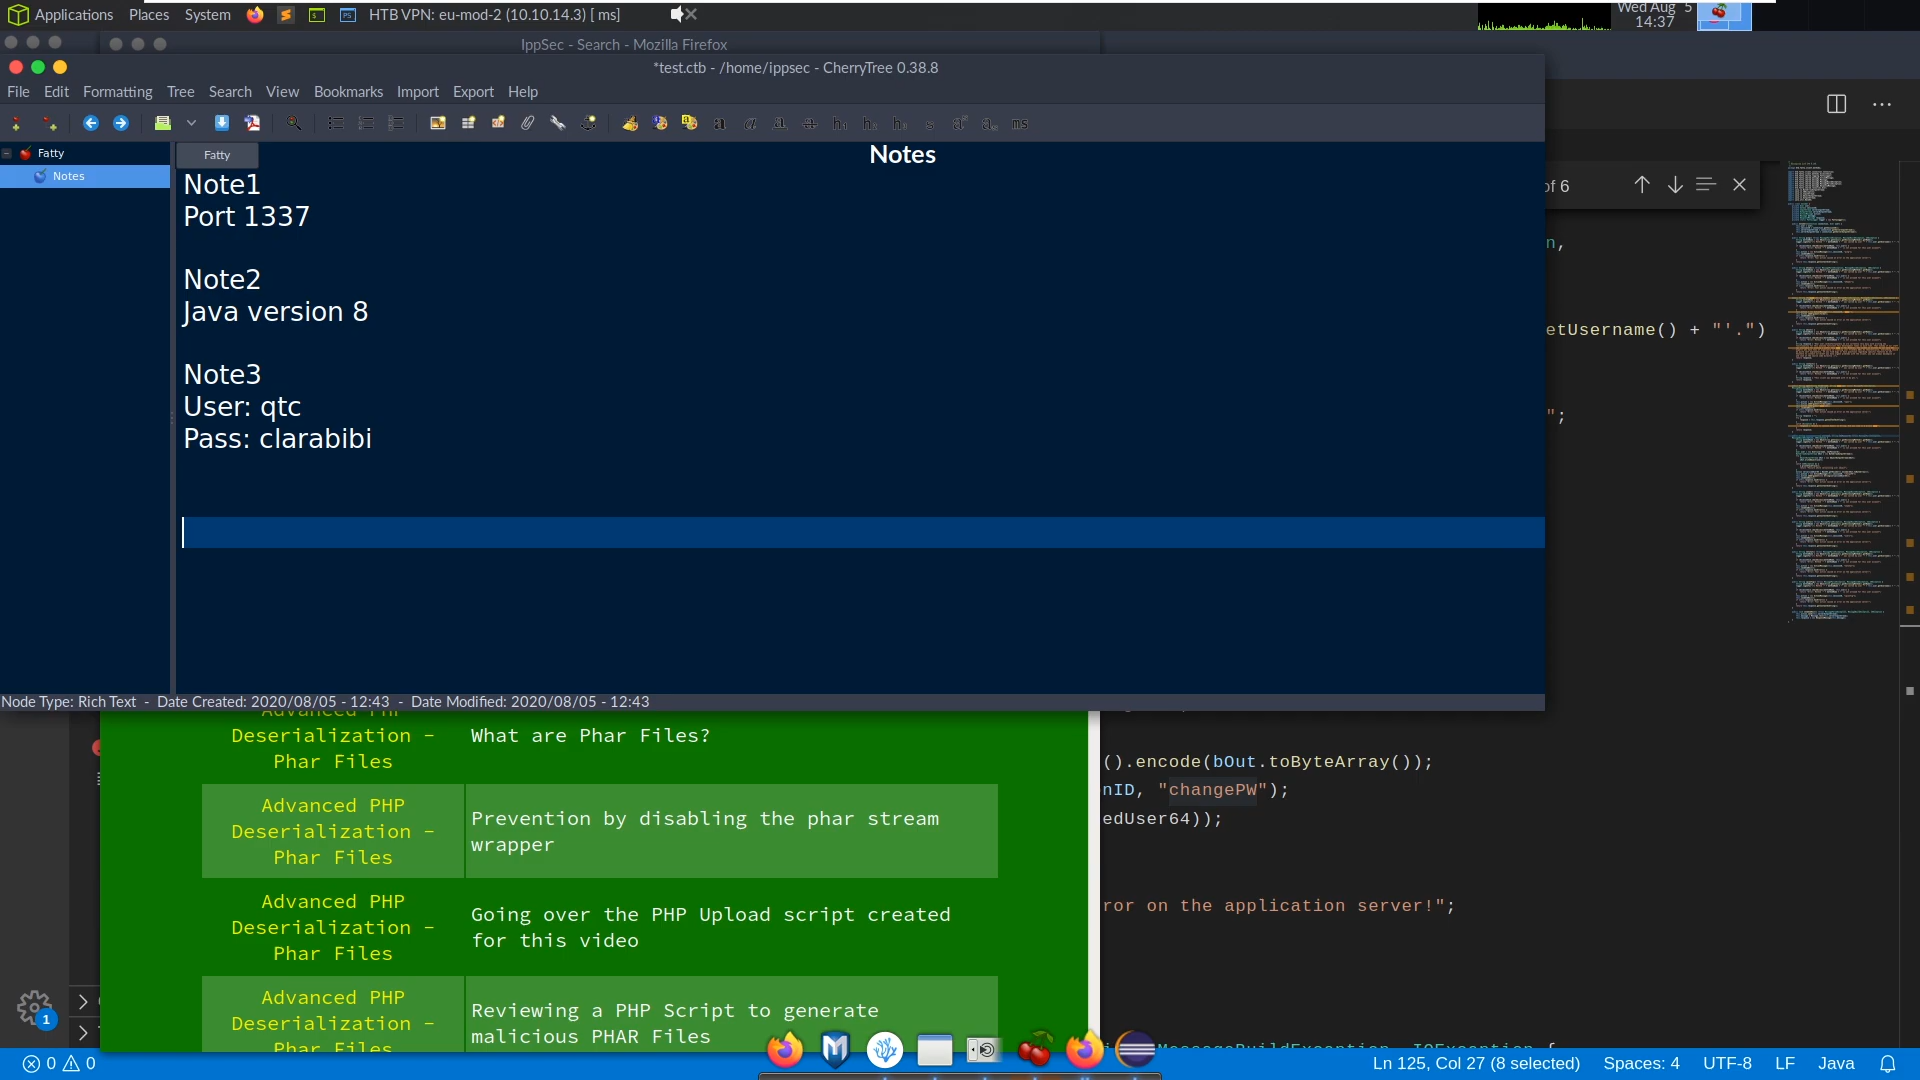 Applications Places System HTB VPN: eu-mod-2 (10.10.14.3) [ ms] Wed Aug 5
14:37
IppSec - Search - Mozilla Firefox
*test.ctb - /home/ippsec - CherryTree 0.38.8
File Edit Formatting Tree Search View Bookmarks Import Export Help
Fatty
Notes
Fatty
Notes
Note1
Port 1337
Note2
Java version 8
Note3
User: qtc
Pass: clarabibi
Node Type: Rich Text - Date Created: 2020/08/05 - 12:43 - Date Modified: 2020/08/05 - 12:43
of 6
n,
etUsername() + "'.")
";
().encode(bOut.toByteArray());
nID, "changePW");
edUser64));
ror on the application server!";
MessageBuildException, IOException {
Advanced PHP
Deserialization -
Phar Files
What are Phar Files?
Advanced PHP
Deserialization -
Phar Files
Prevention by disabling the phar stream
wrapper
Advanced PHP
Deserialization -
Phar Files
Going over the PHP Upload script created
for this video
Advanced PHP
Deserialization -
Phar Files
Reviewing a PHP Script to generate
malicious PHAR Files
1
0 0
Ln 125, Col 27 (8 selected) Spaces: 4 UTF-8 LF Java